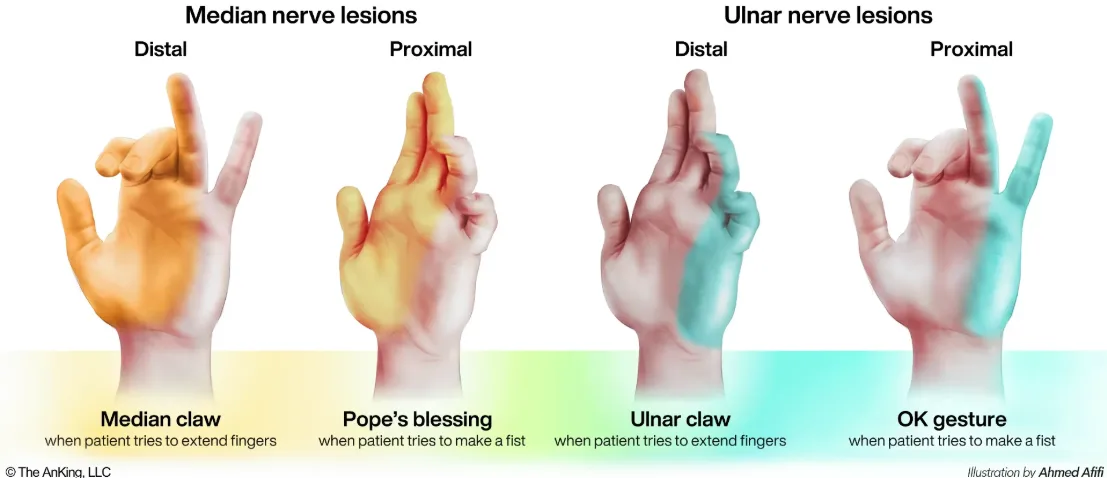 Median nerve lesions
Ulnar nerve lesions
Distal
Proximal
Distal
Proximal
Median claw
when patient tries to extend fingers
Pope's blessing
when patient tries to make a fist
Ulnar claw
when patient tries to extend fingers
OK gesture
when patient tries to make a fist
© The AnKing, LLC
Illustration by Ahmed Afifi